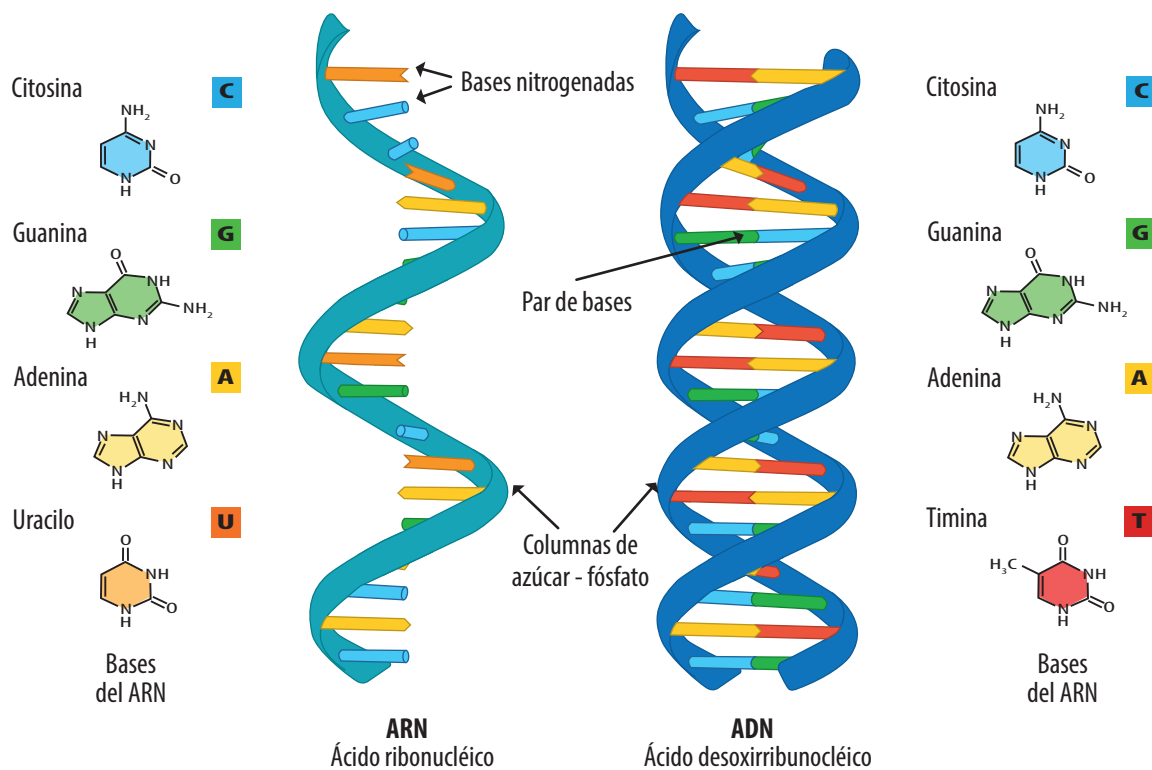 Citosina
C
NH₂
N
N
H
O
Guanina
G
O
N
NH
N
H
N
NH₂
Adenina
A
H₂N
N
N
N
H
N
Uracilo
U
O
NH
N
H
O
Bases
del ARN
Bases nitrogenadas
Par de bases
Columnas de
azúcar - fósfato
ARN
Ácido ribonucléico
ADN
Ácido desoxirribunocléico
Citosina
C
NH₂
N
N
H
O
Guanina
G
O
N
NH
N
H
N
NH₂
Adenina
A
H₂N
N
N
N
H
N
Timina
T
O
H₃C
NH
N
H
O
Bases
del ARN